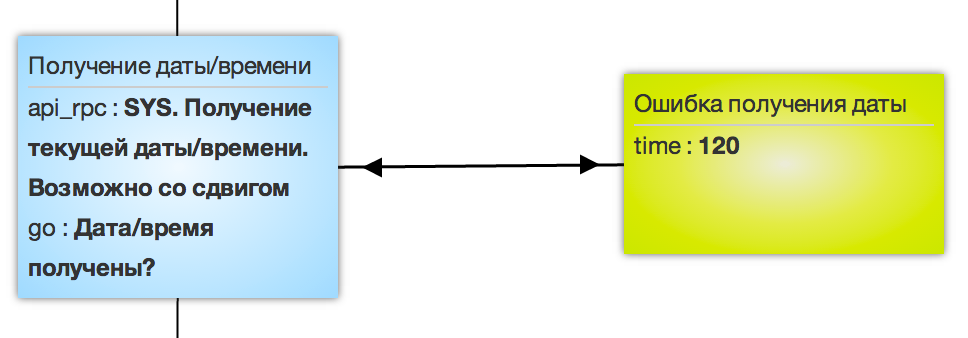 Получение даты/времени
api_rpc : SYS. Получение
текущей даты/времени.
Возможно со сдвигом
go : Дата/время
получены?
Ошибка получения даты
time : 120